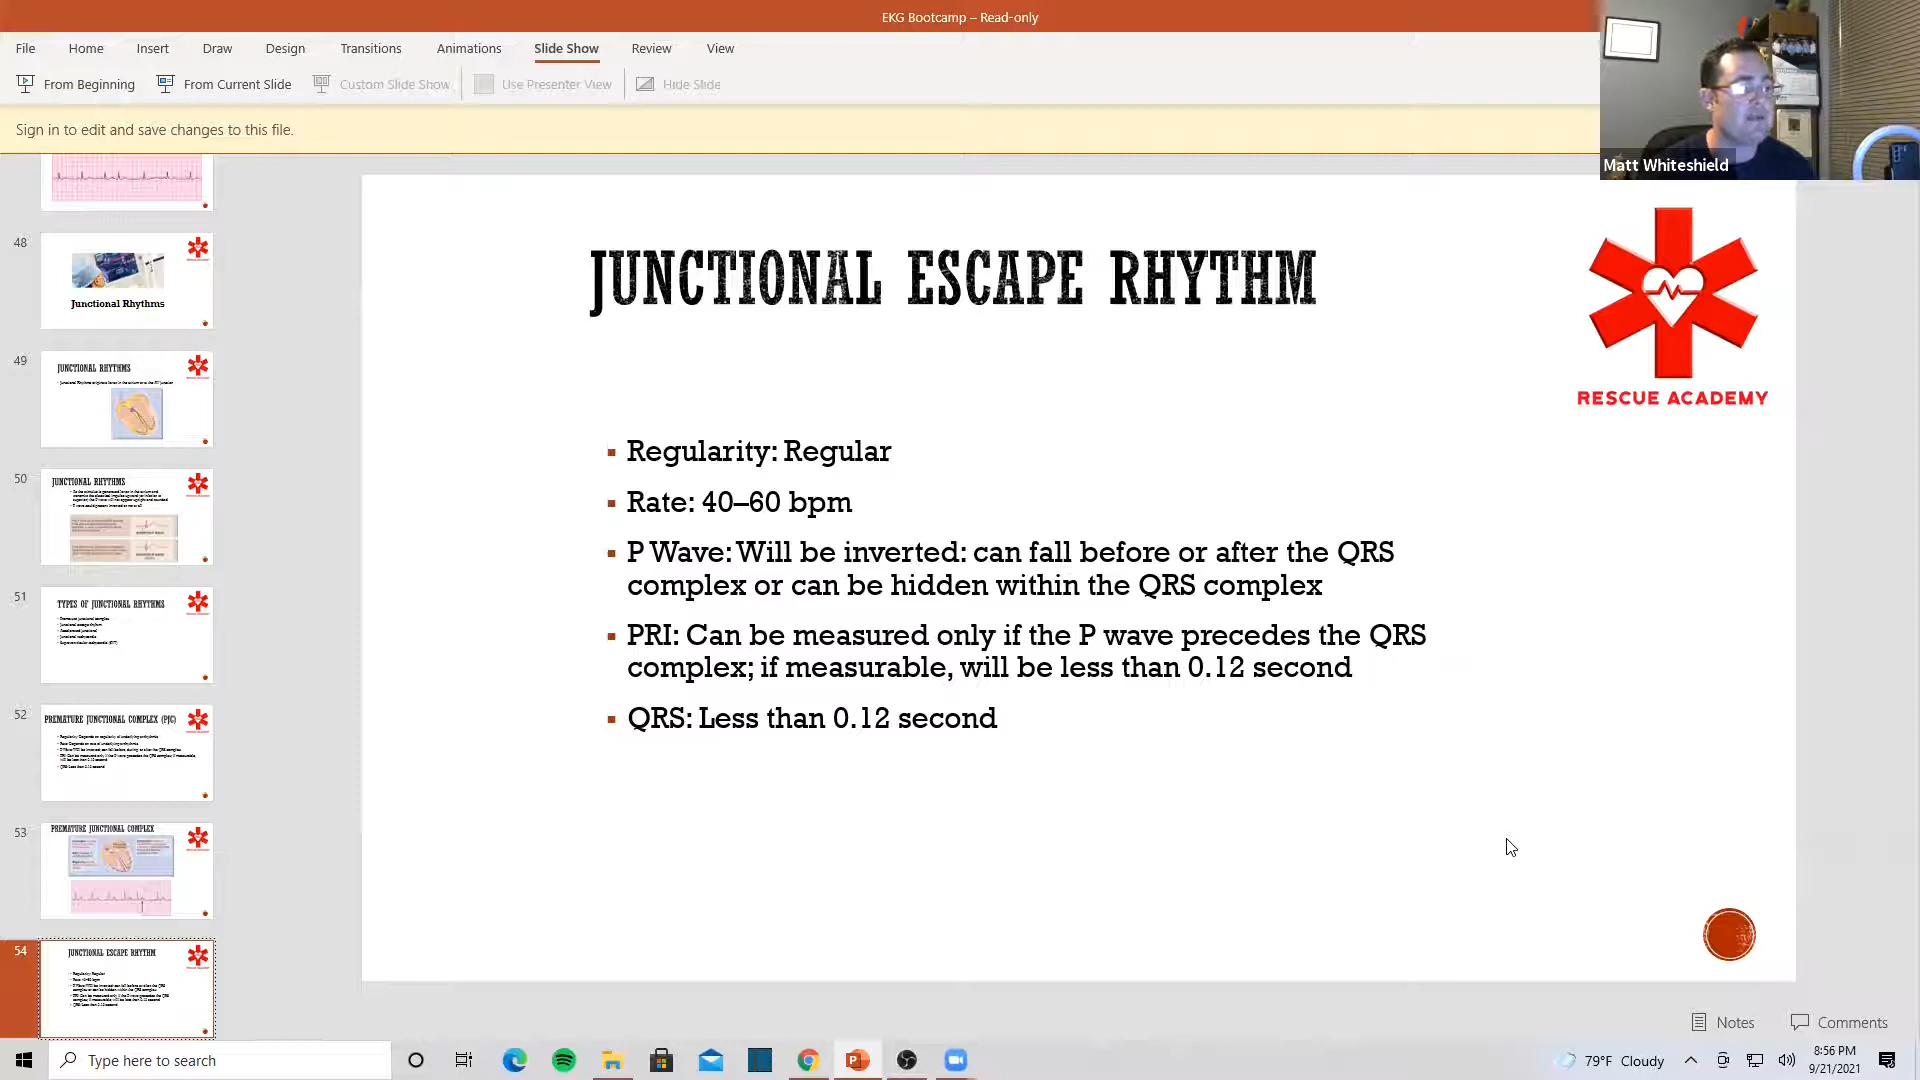 EKG Bootcamp – Read-only
File Home Insert Draw Design Transitions Animations Slide Show Review View
From Beginning From Current Slide Custom Slide Show Use Presenter View Hide Slide
Sign in to edit and save changes to this file.
Matt Whiteshield
48
Junctional Rhythms
49
JUNCTIONAL RHYTHMS
50
JUNCTIONAL RHYTHMS
51
TYPES OF JUNCTIONAL RHYTHMS
52
PREMATURE JUNCTIONAL COMPLEX (PJC)
53
PREMATURE JUNCTIONAL COMPLEX
54
JUNCTIONAL ESCAPE RHYTHM
JUNCTIONAL ESCAPE RHYTHM
RESCUE ACADEMY
Regularity: Regular
Rate: 40–60 bpm
P Wave: Will be inverted: can fall before or after the QRS
complex or can be hidden within the QRS complex
PRI: Can be measured only if the P wave precedes the QRS
complex; if measurable, will be less than 0.12 second
QRS: Less than 0.12 second
Notes Comments
Type here to search
79°F Cloudy
8:56 PM
9/21/2021